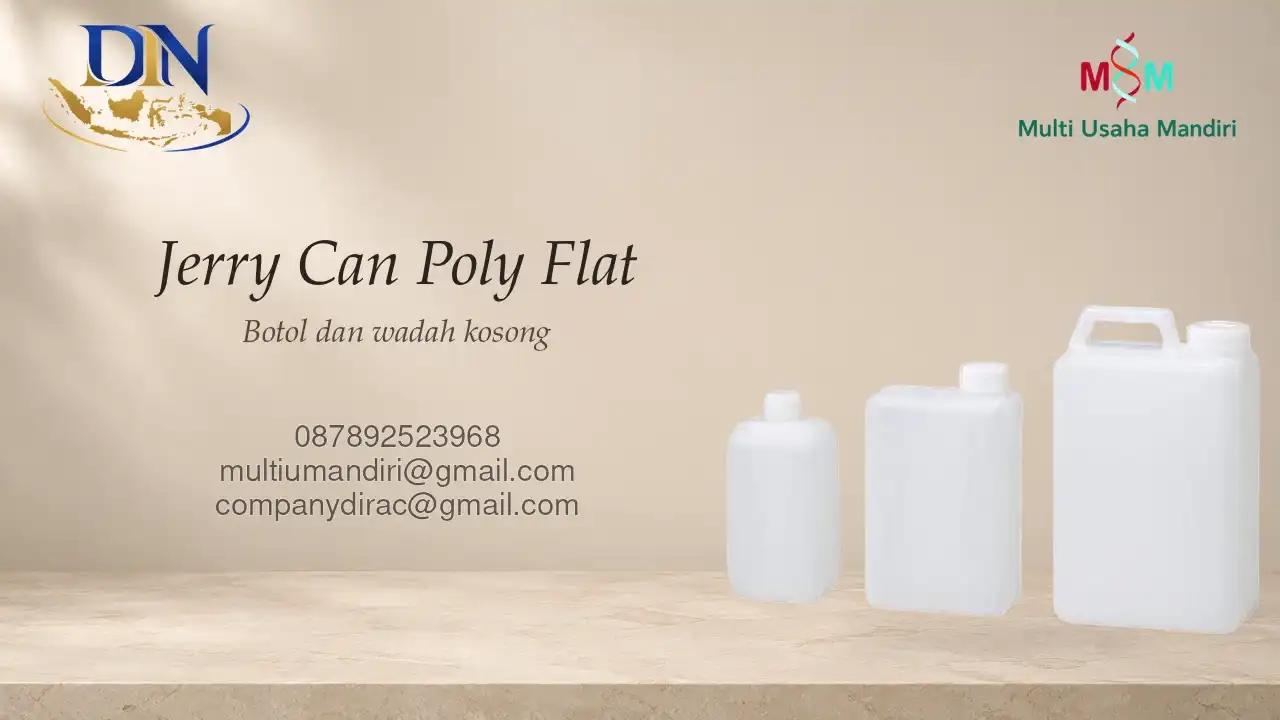 DN
M M
Multi Usaha Mandiri
Jerry Can Poly Flat
Botol dan wadah kosong
087892523968
multiumandiri@gmail.com
companydirac@gmail.com